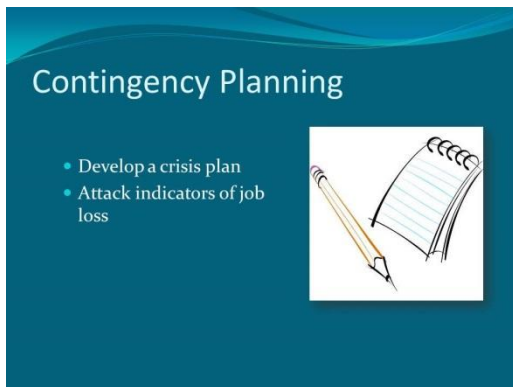 Contingency Planning
• Develop a crisis plan
• Attack indicators of job
loss